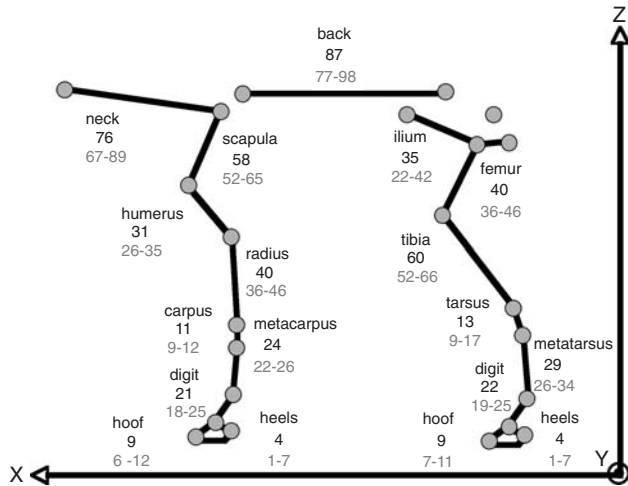 Z
back
87
77-98
neck
76
67-89
scapula
58
52-65
ilium
35
22-42
femur
40
36-46
humerus
31
26-35
radius
40
36-46
tibia
60
52-66
carpus
11
9-12
metacarpus
24
22-26
tarsus
13
9-17
metatarsus
29
26-34
digit
21
18-25
digit
22
19-25
hoof
9
6 -12
heels
4
1-7
hoof
9
7-11
heels
4
1-7
X
Y